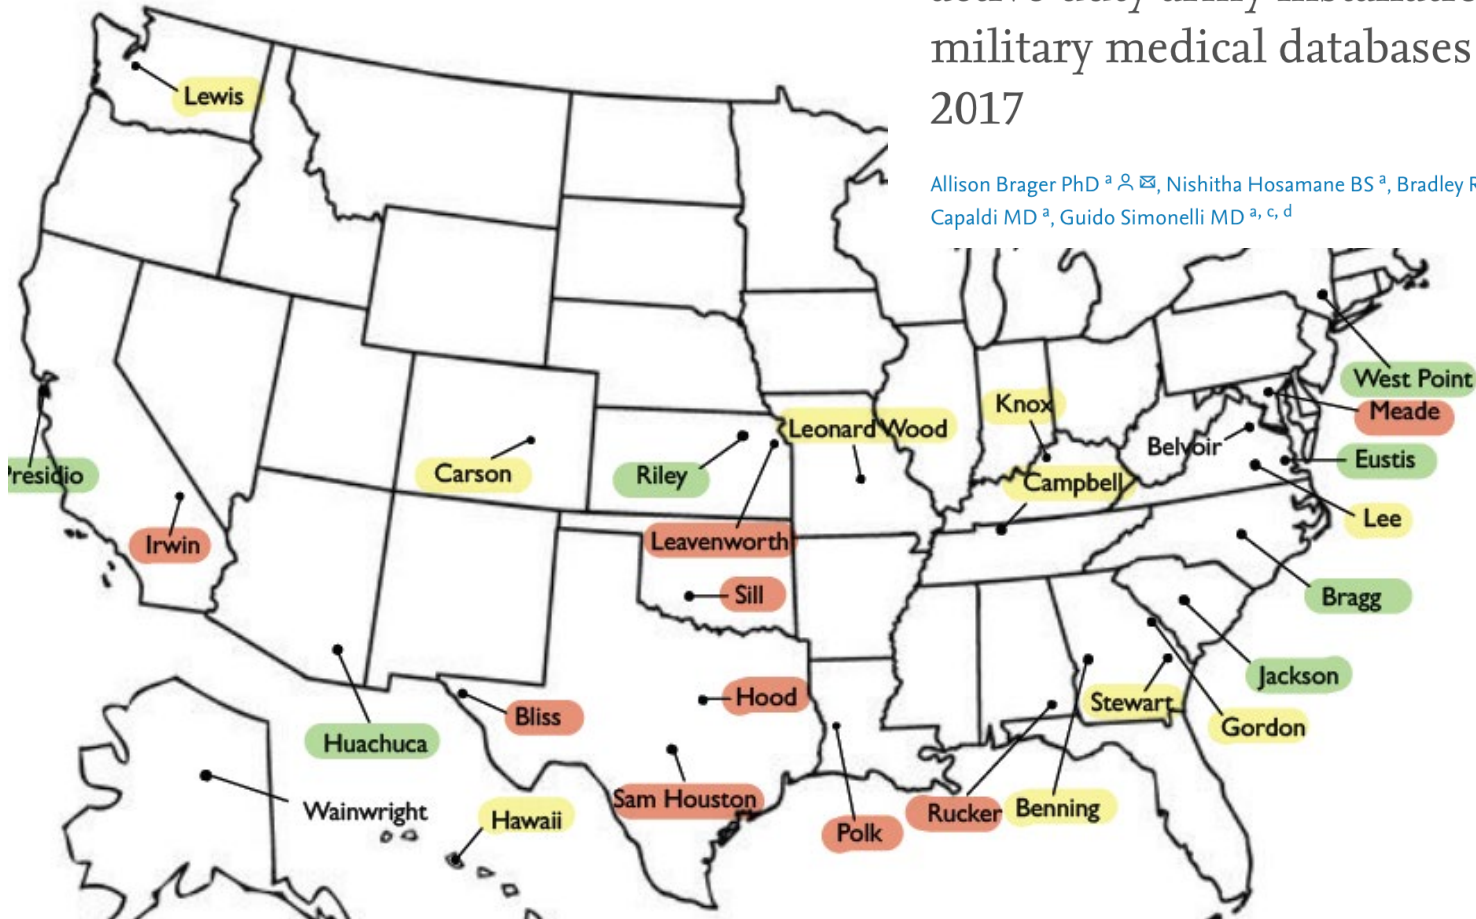 military medical databases
2017
Allison Brager PhD a, Nishitha Hosamane BS a, Bradley R
Capaldi MD a, Guido Simonelli MD a, c, d
Lewis
West Point
Meade
Knox
Leonard Wood
Belvoir
Eustis
Presidio
Carson
Riley
Campbell
Lee
Irwin
Leavenworth
Sill
Bragg
Jackson
Hood
Stewart
Bliss
Gordon
Huachuca
Sam Houston
Wainwright
Hawaii
Polk
Rucker
Benning